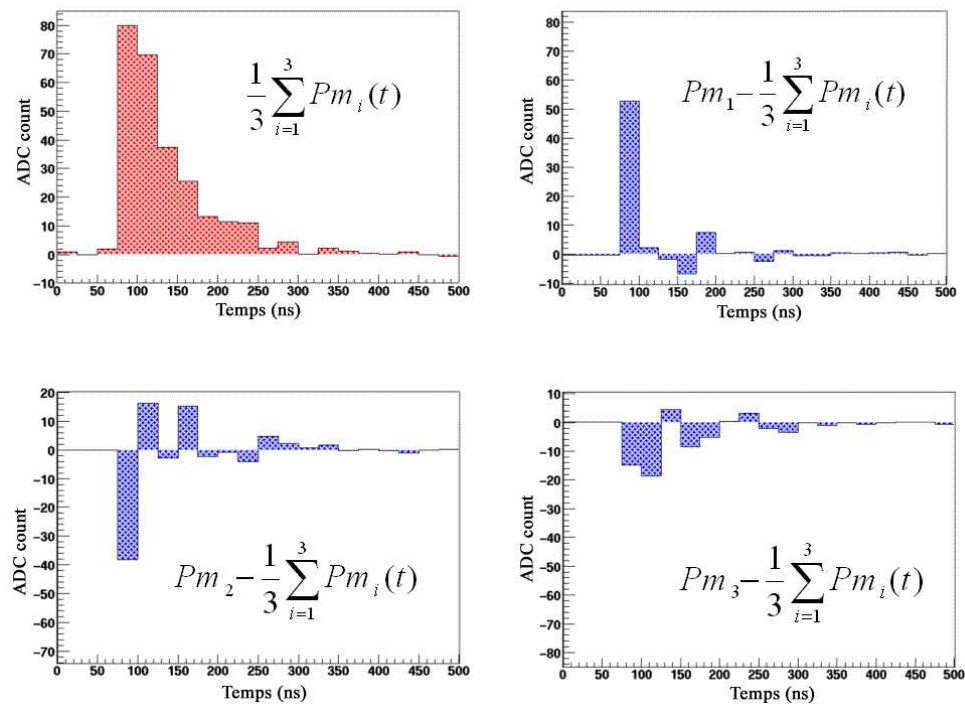 80
70
60
50
40
30
20
10
0
−10
ADC count
$\frac{1}{3}\sum_{i=1}^{3} Pm_i(t)$
0 50 100 150 200 250 300 350 400 450 500
Temps (ns)
80
70
60
50
40
30
20
10
0
−10
ADC count
$Pm_1 - \frac{1}{3}\sum_{i=1}^{3} Pm_i(t)$
0 50 100 150 200 250 300 350 400 450 500
Temps (ns)
20
10
0
−10
−20
−30
−40
−50
−60
−70
ADC count
$Pm_2 - \frac{1}{3}\sum_{i=1}^{3} Pm_i(t)$
0 50 100 150 200 250 300 350 400 450 500
Temps (ns)
10
0
−10
−20
−30
−40
−50
−60
−70
−80
ADC count
$Pm_3 - \frac{1}{3}\sum_{i=1}^{3} Pm_i(t)$
0 50 100 150 200 250 300 350 400 450 500
Temps (ns)